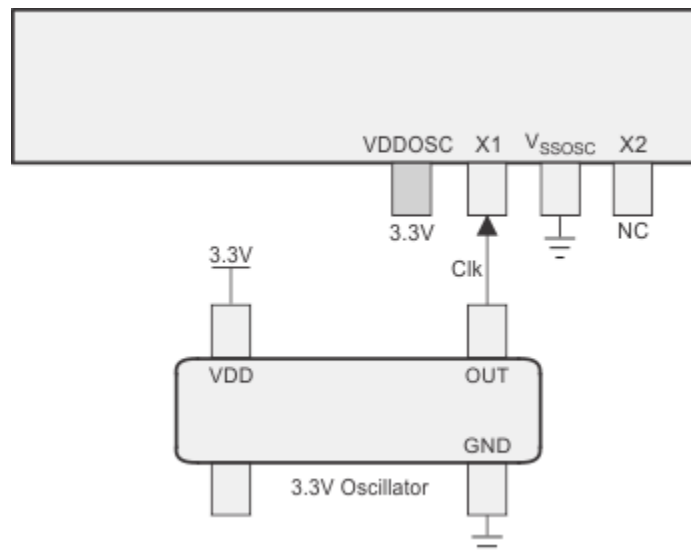 VDDOSC X1 VSSOSC X2
3.3V NC
3.3V
Clk
VDD OUT
GND
3.3V Oscillator